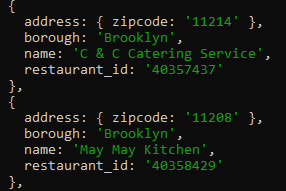 {
address: { zipcode: '11214' },
borough: 'Brooklyn',
name: 'C & C Catering Service',
restaurant_id: '40357437'
},
{
address: { zipcode: '11208' },
borough: 'Brooklyn',
name: 'May May Kitchen',
restaurant_id: '40358429'
},